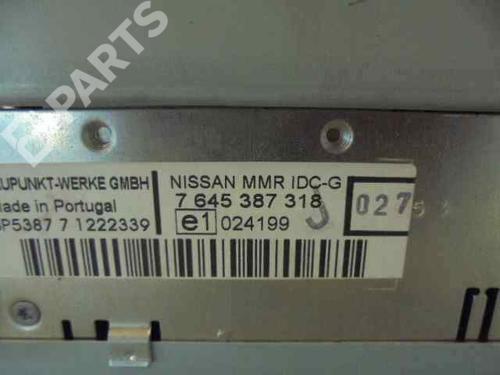 B-PARTS
UPUNKT-WERKE GMBH NISSAN MMR IDC-G
ade in Portugal 7 645 387 318
P5387 7 1222339 e1 024199 J 027